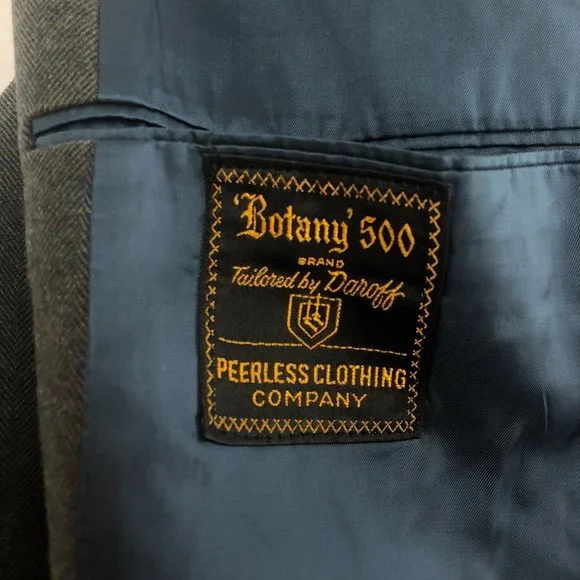 'Botany' 500
BRAND
Tailored by Daroff
PEERLESS CLOTHING
COMPANY